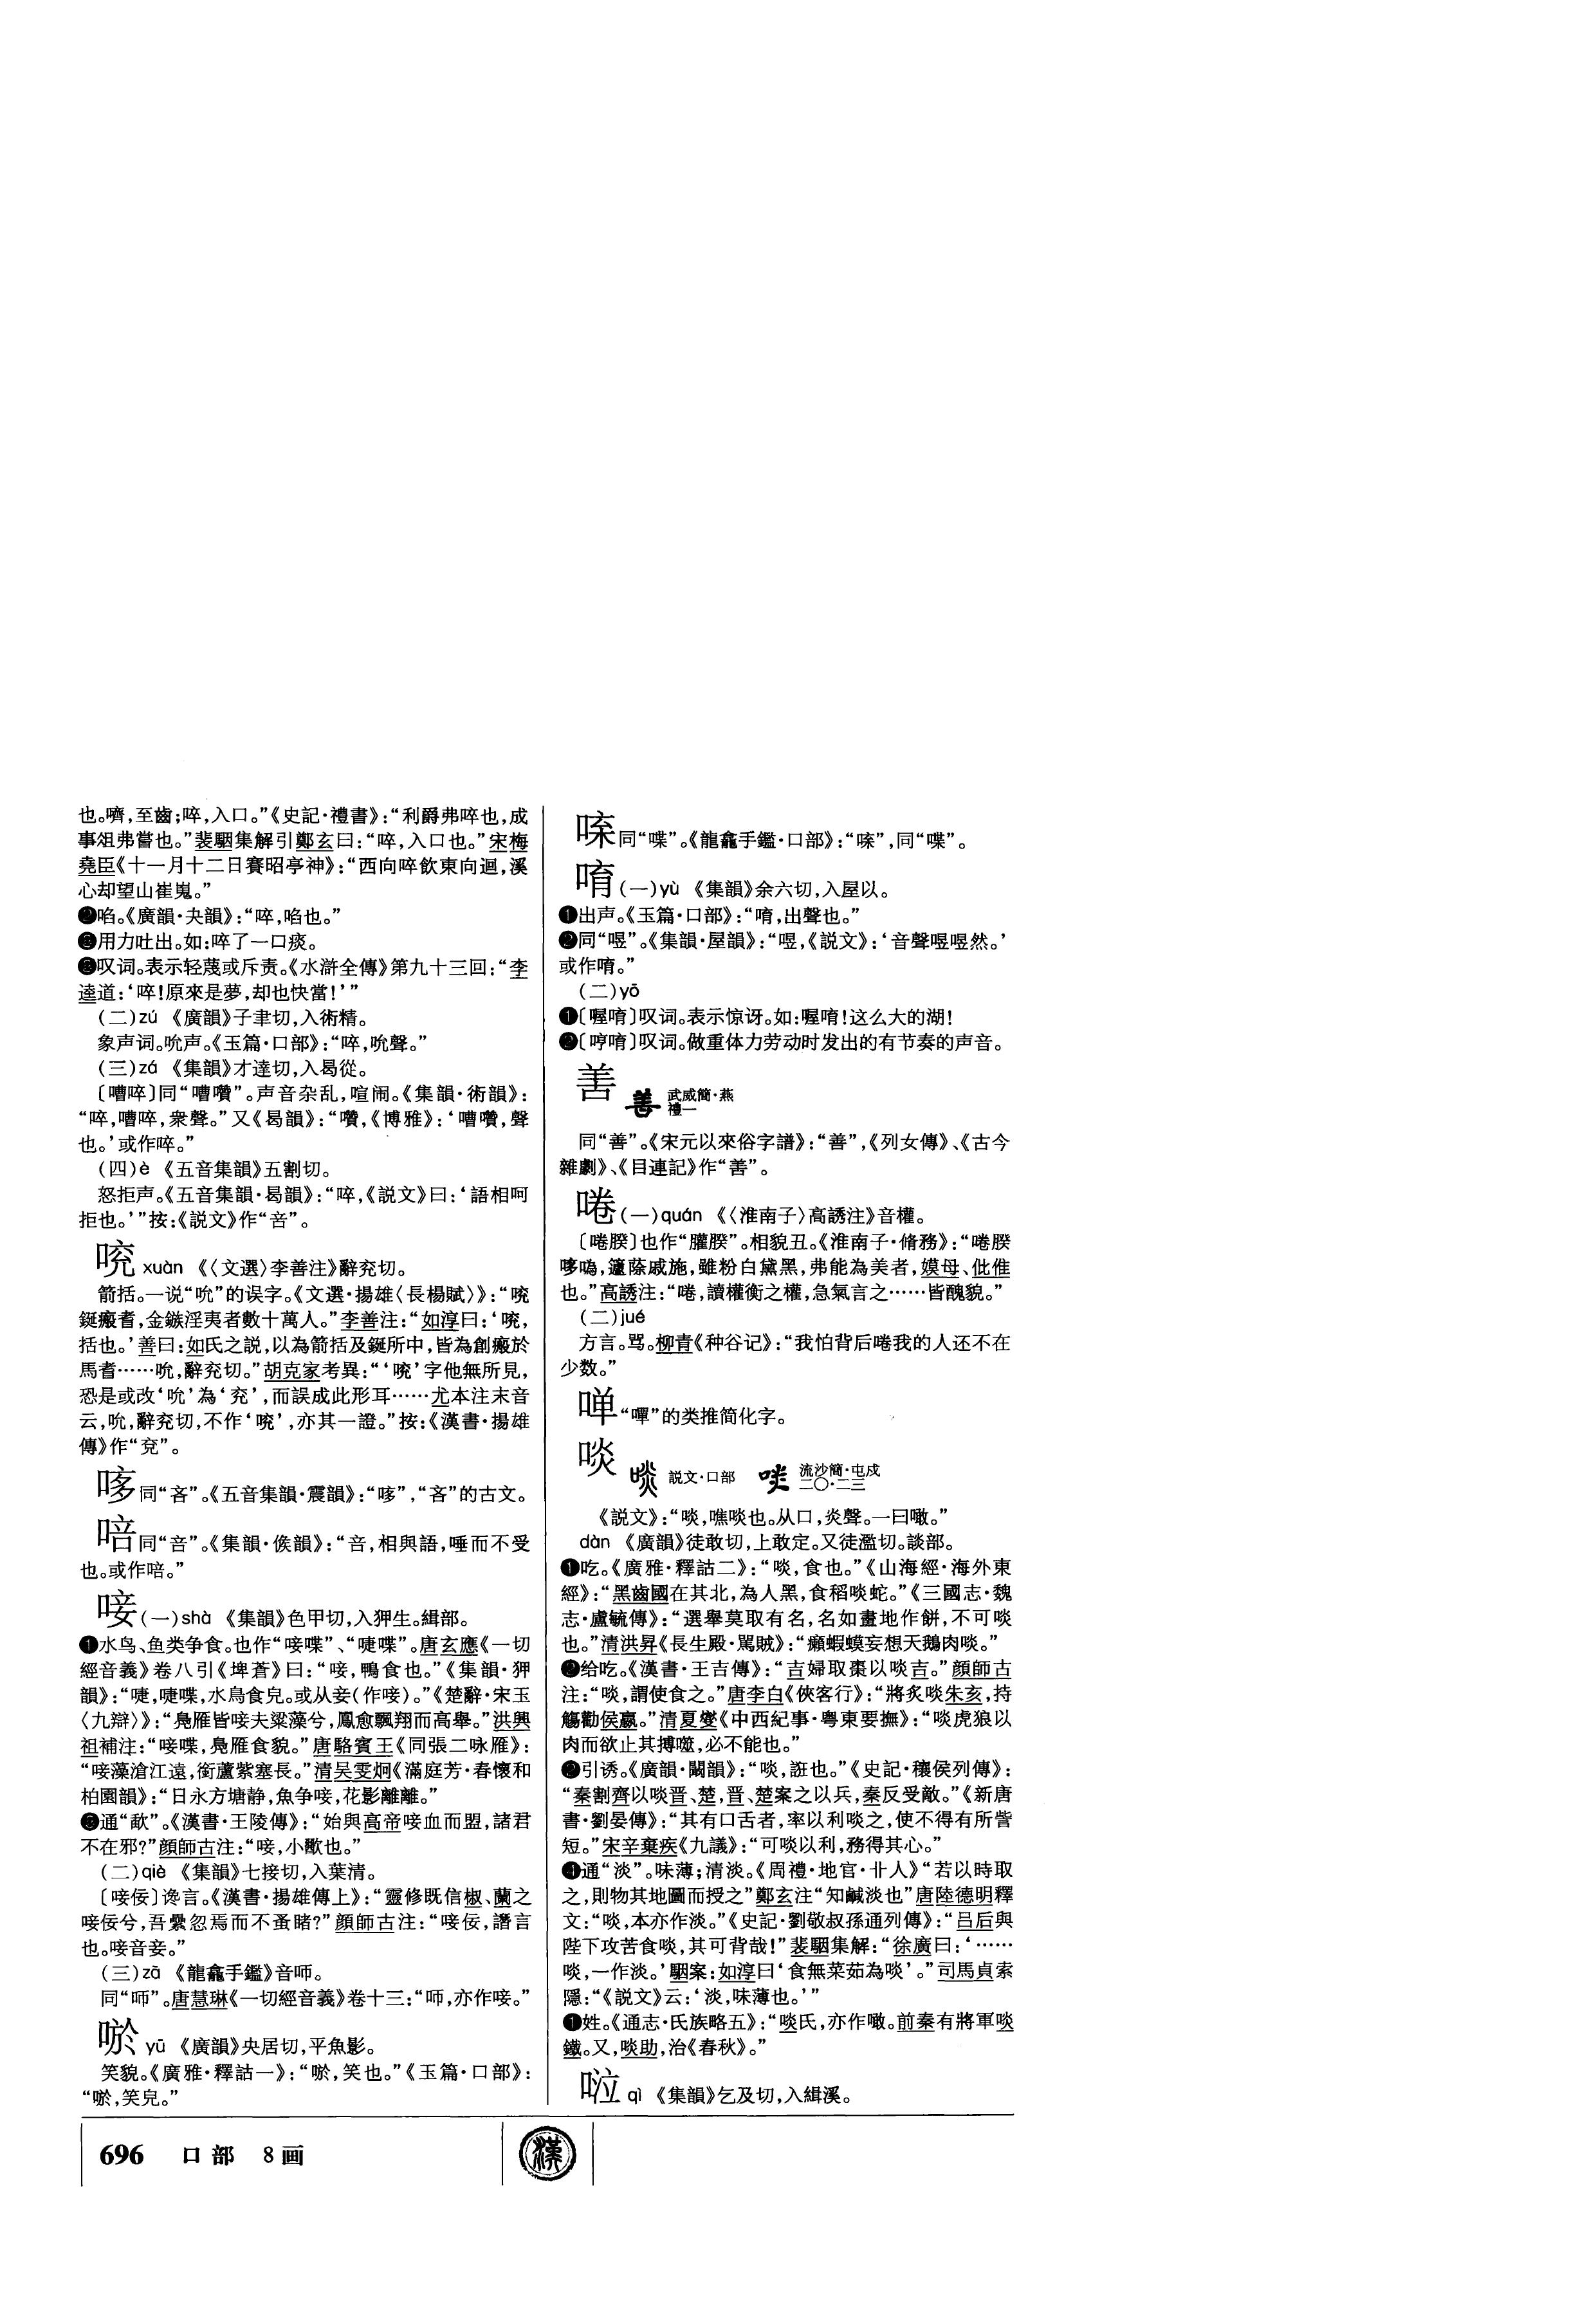 也。嚌,至齒;啐,入口。”《史記·禮書》:“利爵弗啐也,成
事俎弗嘗也。”裴駰集解引鄭玄曰:“啐,入口也。”宋梅
堯臣《十一月十二日賽昭亭神》:“西向啐飲東向迴,溪
心却望山崔嵬。”
❷啗。《廣韻·夬韻》:“啐,啗也。”
用力吐出。如:啐了一口痰。
叹词。表示轻蔑或斥责。《水滸全傳》第九十三回:“李
逵道:‘啐!原來是夢,却也快當!’”
(二)zú 《廣韻》子聿切,入術精。
象声词。吮声。《玉篇·口部》:“啐,吮聲。”
(三)zá 《集韻》才達切,入曷從。
〔嘈啐〕同“嘈囋”。声音杂乱,喧闹。《集韻·術韻》:
“啐,嘈啐,衆聲。”又《曷韻》:“囋,《博雅》:‘嘈囋,聲
也。’或作啐。”
(四)è 《五音集韻》五割切。
怒拒声。《五音集韻·曷韻》:“啐,《説文》曰:‘語相呵
拒也。’”按:《説文》作“㖕”。
xuàn 《〈文選〉李善注》辭兖切。
箭括。一说“吮”的误字。《文選·揚雄〈長楊賦〉》:“㖽
鋋瘢耆,金鏃淫夷者數十萬人。”李善注:“如淳曰:‘㖽,
括也。’善曰:如氏之説,以為箭括及鋋所中,皆為創瘢於
馬耆……吮,辭兖切。”胡克家考異:“‘㖽’字他無所見,
恐是或改‘吮’為‘兖’,而誤成此形耳……尤本注末音
云,吮,辭兖切,不作‘㖽’,亦其一證。”按:《漢書·揚雄
傳》作“兖”。
同“吝”。《五音集韻·震韻》:“”,“吝”的古文。
啽同“”。《集韻·侯韻》:“,相與語,唾而不受
也。或作。”
唼(一)shà 《集韻》色甲切,入狎生。緝部。
❶水鸟、鱼类争食。也作“唼喋”、“啑喋”。唐玄應《一切
經音義》卷八引《埤蒼》曰:“唼,鴨食也。”《集韻·狎
韻》:“啑,啑喋,水鳥食皃。或从妾(作唼)。”《楚辭·宋玉
〈九辯〉》:“鳧雁皆唼夫粱藻兮,鳳愈飄翔而高舉。”洪興
祖補注:“唼喋,鳧雁食貌。”唐駱賓王《同張二咏雁》:
“唼藻滄江遠,銜蘆紫塞長。”清吴雯炯《滿庭芳·春懷和
柏園韻》:“日永方塘静,魚争唼,花影離離。”
通“歃”。《漢書·王陵傳》:“始與高帝唼血而盟,諸君
不在邪?”顔師古注:“唼,小歠也。”
(二)qiè 《集韻》七接切,入葉清。
〔唼佞〕谗言。《漢書·揚雄傳上》:“靈修既信椒、蘭之
唼佞兮,吾纍忽焉而不蚤睹?”顔師古注:“唼佞,譖言
也。唼音妾。”
(三)zā 《龍龕手鑑》音咂。
同“咂”。唐慧琳《一切經音義》卷十三:“咂,亦作唼。”
唹 yū 《廣韻》央居切,平魚影。
笑貌。《廣雅·釋詁一》:“唹,笑也。”《玉篇·口部》:
“唹,笑皃。”
同“喋”。《龍龕手鑑·口部》:“”,同“喋”。
唷(一)yù 《集韻》余六切,入屋以。
❶出声。《玉篇·口部》:“唷,出聲也。”
❷同“喅”。《集韻·屋韻》:“喅,《説文》:‘音聲喅喅然。’
或作唷。”
(二)yō
❶〔喔唷〕叹词。表示惊讶。如:喔唷!这么大的湖!
❷〔哼唷〕叹词。做重体力劳动时发出的有节奏的声音。
武威簡·燕
禮一
同“善”。《宋元以來俗字譜》:“善”,《列女傳》、《古今
雜劇》、《目連記》作“”。
啳(一)quán 《〈淮南子〉高誘注》音權。
〔啳朕〕也作“䑏朕”。相貌丑。《淮南子·脩務》:“啳朕
哆噅,籧蒢戚施,雖粉白黛黑,弗能為美者,嫫母、仳倠
也。”高誘注:“啳,讀權衡之權,急氣言之……皆醜貌。”
(二)jué
方言。骂。柳青《种谷记》:“我怕背后啳我的人还不在
少数。”
啴“嘽”的类推简化字。
啖 説文·口部 流沙簡·屯戍
二〇·二三
《説文》:“啖,噍啖也。从口,炎聲。一曰噉。”
dàn 《廣韻》徒敢切,上敢定。又徒濫切。談部。
❶吃。《廣雅·釋詁二》:“啖,食也。”《山海經·海外東
經》:“黑齒國在其北,為人黑,食稻啖蛇。”《三國志·魏
志·盧毓傳》:“選舉莫取有名,名如畫地作餅,不可啖
也。”清洪昇《長生殿·罵賊》:“癩蝦蟆妄想天鵝肉啖。”
❷给吃。《漢書·王吉傳》:“吉婦取棗以啖吉。”顔師古
注:“啖,謂使食之。”唐李白《俠客行》:“將炙啖朱亥,持
觴勸侯嬴。”清夏燮《中西紀事·粤東要撫》:“啖虎狼以
肉而欲止其搏噬,必不能也。”
引诱。《廣韻·闞韻》:“啖,誑也。”《史記·穰侯列傳》:
“秦割齊以啖晋、楚,晋、楚案之以兵,秦反受敵。”《新唐
書·劉晏傳》:“其有口舌者,率以利啖之,使不得有所訾
短。”宋辛棄疾《九議》:“可啖以利,務得其心。”
❹通“淡”。味薄;清淡。《周禮·地官·卝人》“若以時取
之,則物其地圖而授之”鄭玄注“知鹹淡也”唐陸德明釋
文:“啖,本亦作淡。”《史記·劉敬叔孫通列傳》:“吕后與
陛下攻苦食啖,其可背哉!”裴駰集解:“徐廣曰:‘……
啖,一作淡。’駰案:如淳曰‘食無菜茹為啖’。”司馬貞索
隱:“《説文》云:‘淡,味薄也。’”
❶姓。《通志·氏族略五》:“啖氏,亦作噉。前秦有將軍啖
鐵。又,啖助,治《春秋》。”
qì 《集韻》乞及切,入緝溪。
696 口部 8画
漢